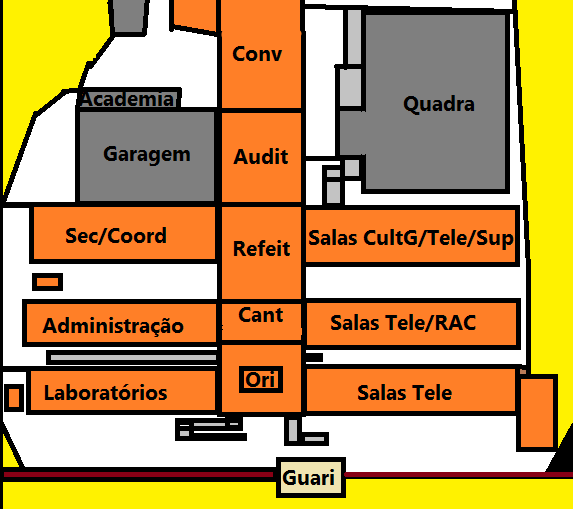 Conv
Quadra
Academia
Garagem
Audit
Sec/Coord
Refeit
Salas CultG/Tele/Sup
Administração
Cant
Salas Tele/RAC
Laboratórios
Ori
Salas Tele
Guari